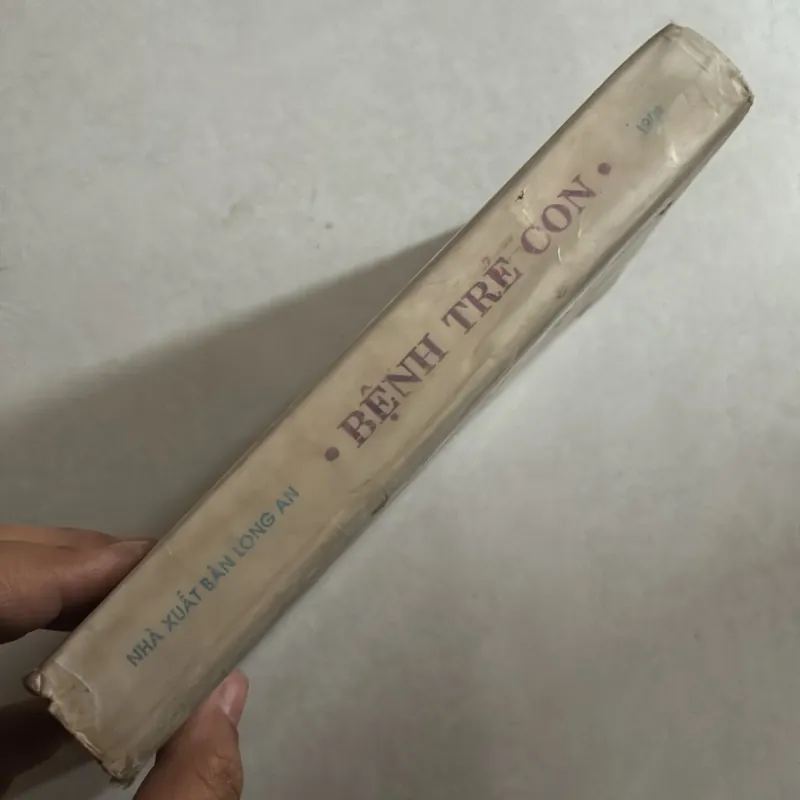 NHÀ XUẤT BẢN LONG AN
• BỆNH TRẺ CON •